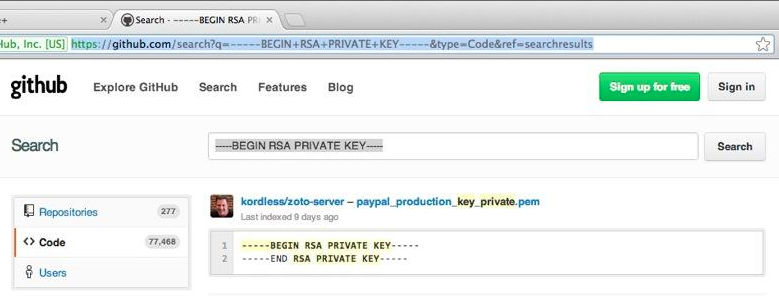 Search - -----BEGIN RSA PRI
Hub, Inc. [US] https://github.com/search?q=-----BEGIN+RSA+PRIVATE+KEY-----&type=Code&ref=searchresults
github Explore GitHub Search Features Blog Sign up for free Sign in
Search -----BEGIN RSA PRIVATE KEY----- Search
kordless/zoto-server – paypal_production_key_private.pem
Last indexed 9 days ago
Repositories 277
Code 77,468
Users
1 -----BEGIN RSA PRIVATE KEY-----
2 -----END RSA PRIVATE KEY-----